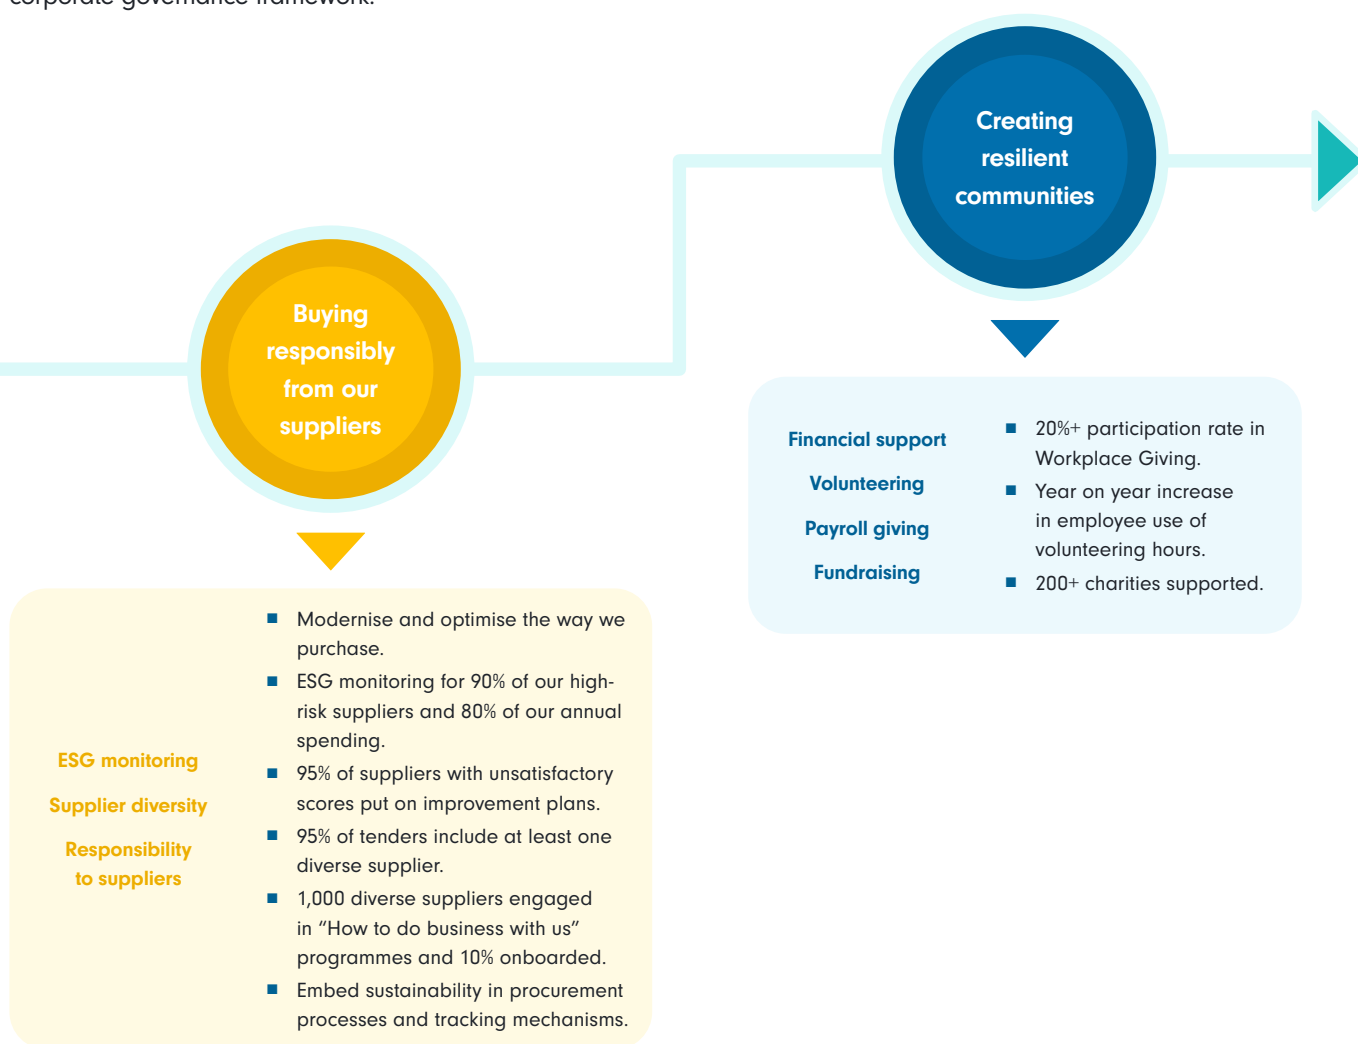 corporate governance framework.
Buying
responsibly
from our
suppliers
ESG monitoring
Supplier diversity
Responsibility
to suppliers
■ Modernise and optimise the way we
purchase.
■ ESG monitoring for 90% of our high-
risk suppliers and 80% of our annual
spending.
■ 95% of suppliers with unsatisfactory
scores put on improvement plans.
■ 95% of tenders include at least one
diverse supplier.
■ 1,000 diverse suppliers engaged
in “How to do business with us”
programmes and 10% onboarded.
■ Embed sustainability in procurement
processes and tracking mechanisms.
Creating
resilient
communities
Financial support
Volunteering
Payroll giving
Fundraising
■ 20%+ participation rate in
Workplace Giving.
■ Year on year increase
in employee use of
volunteering hours.
■ 200+ charities supported.